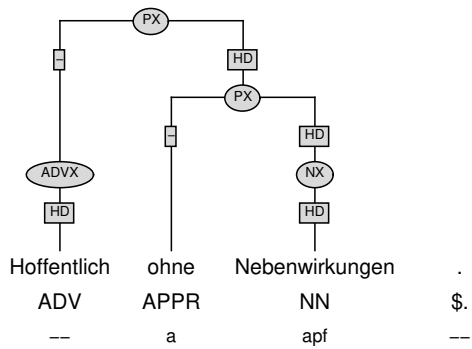 PX
– HD
PX
– HD
ADVX NX
HD HD
Hoffentlich ohne Nebenwirkungen .
ADV APPR NN $.
–– a apf ––